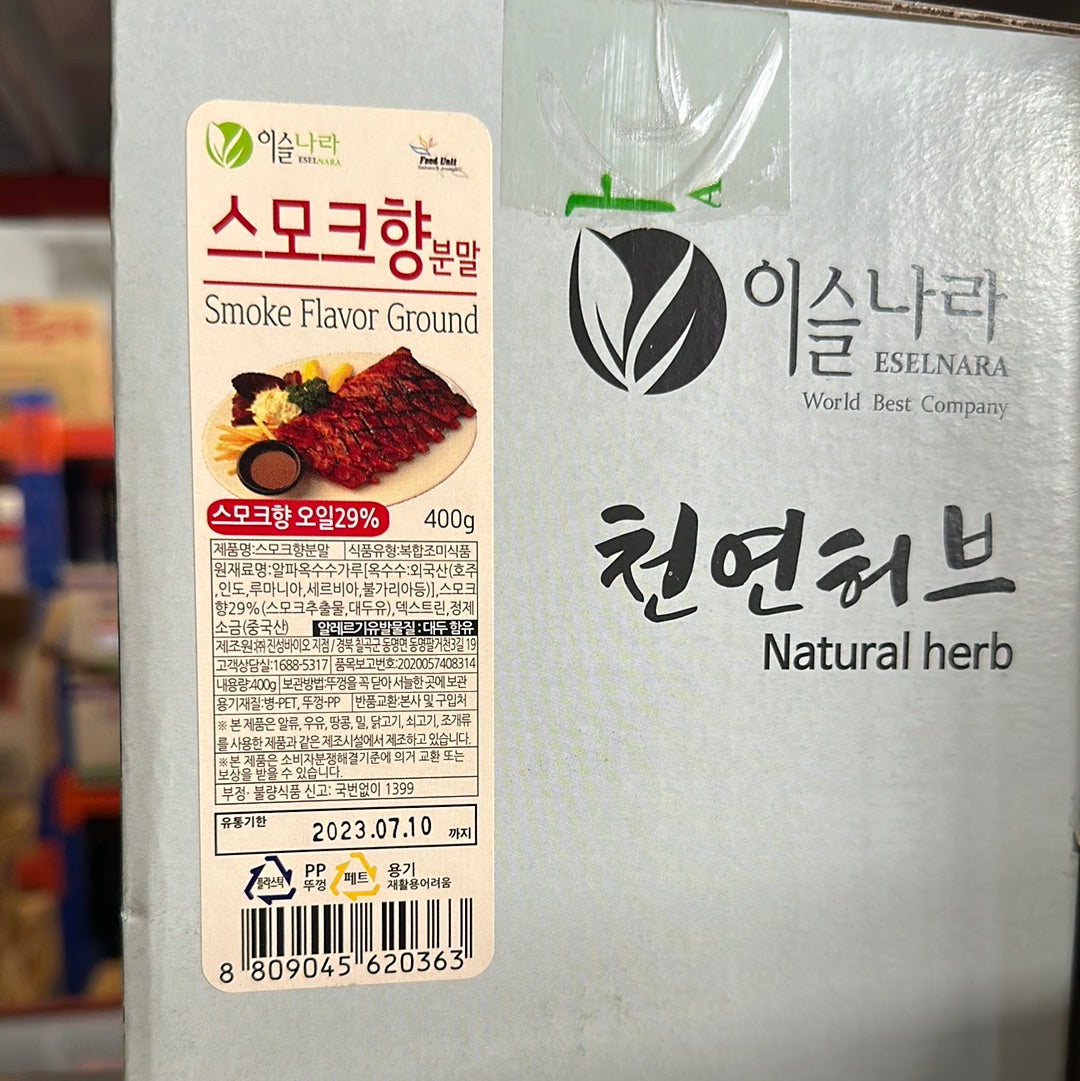 이슬나라
ESELNARA
Food Unit
스모크향분말
Smoke Flavor Ground
스모크향 오일29%
400g
제품명:스모크향분말 식품유형:복합조미식품
원재료명:알파옥수수가루[옥수수:외국산(호주
,인도,루마니아,세르비아,불가리아등)],스모크
향29%(스모크추출물,대두유),덱스트린,정제
소금(중국산) 알레르기유발물질 : 대두 함유
제조원:㈜진성바이오 지점 / 경북 칠곡군 동명면 동명팔거천3길 19
고객상담실:1688-5317 품목보고번호:2020057408314
내용량:400g 보관방법:뚜껑을 꼭 닫아 서늘한 곳에 보관
용기재질:병-PET, 뚜껑-PP 반품교환:본사 및 구입처
※ 본 제품은 알류, 우유, 땅콩, 밀, 닭고기, 쇠고기, 조개류
를 사용한 제품과 같은 제조시설에서 제조하고 있습니다.
※본 제품은 소비자분쟁해결기준에 의거 교환 또는
보상을 받을 수 있습니다.
부정· 불량식품 신고: 국번없이 1399
유통기한
2023.07.10 까지
플라스틱
PP
뚜껑
페트
용기
재활용어려움
8 809045 620363
이슬나라
ESELNARA
World Best Company
천연허브
Natural herb